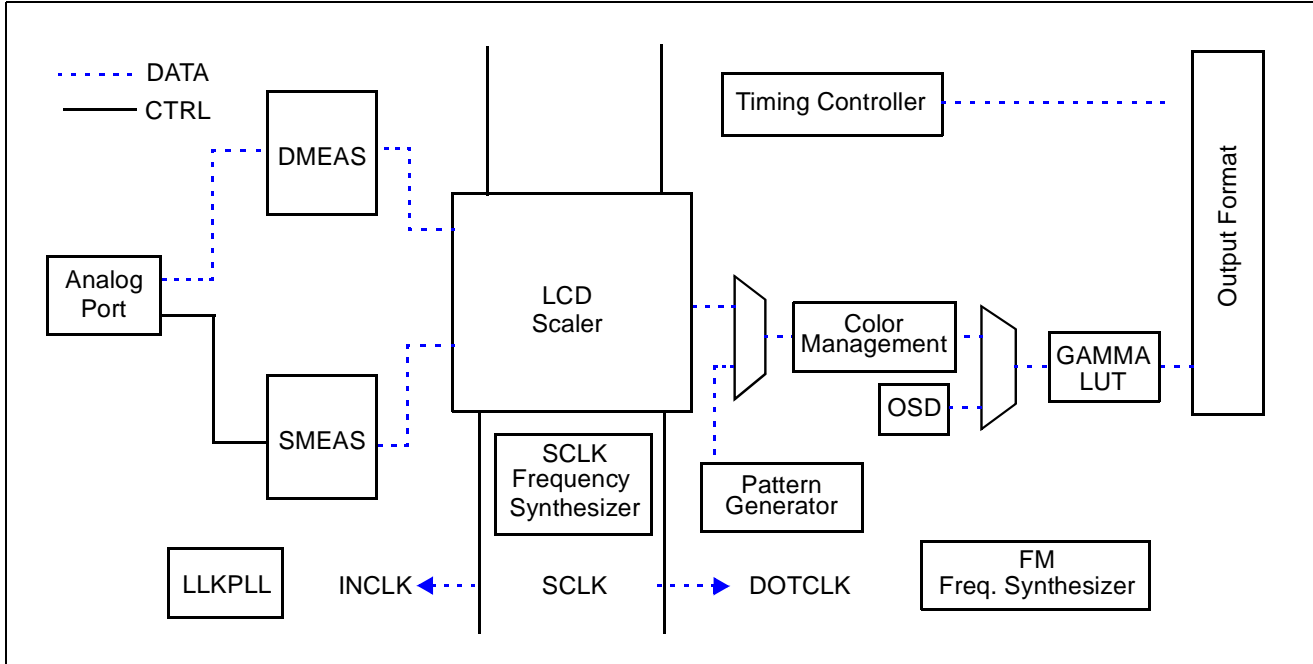 DATA
CTRL
DMEAS
Timing Controller
Output Format
Analog
Port
LCD
Scaler
Color
Management
GAMMA
LUT
OSD
SMEAS
SCLK
Frequency
Synthesizer
Pattern
Generator
LLKPLL
INCLK
SCLK
DOTCLK
FM
Freq. Synthesizer